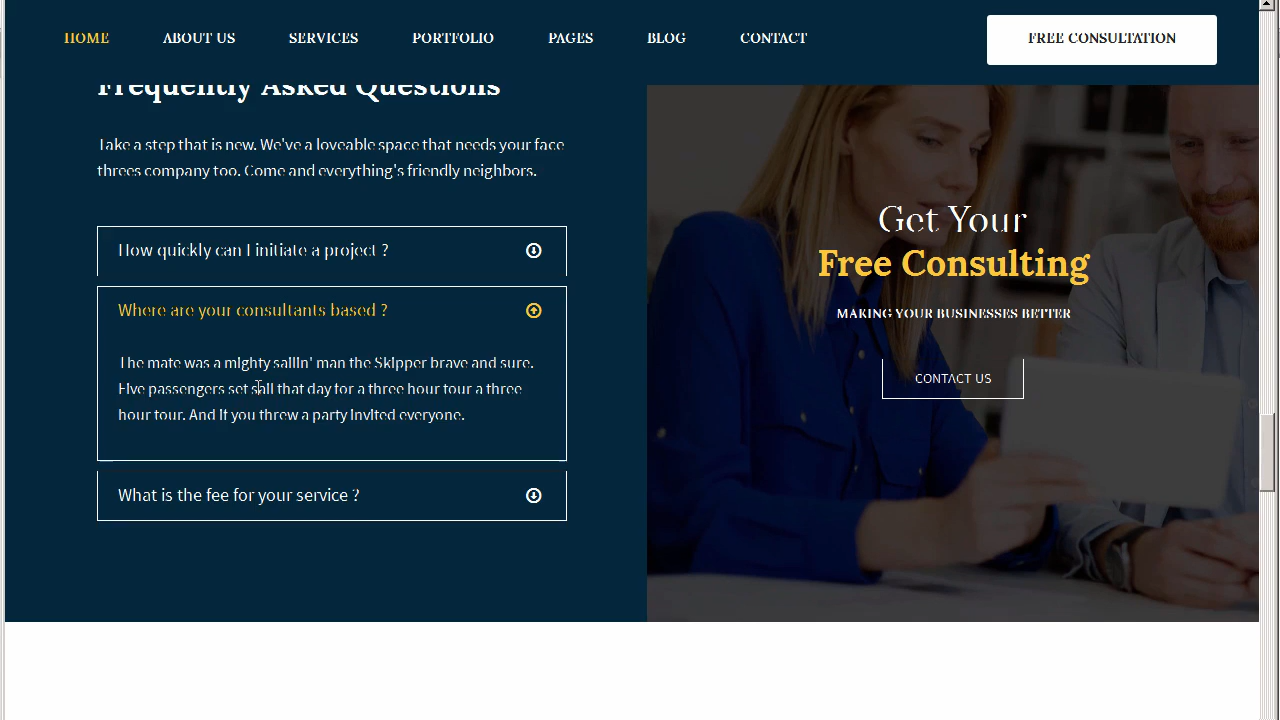 HOME ABOUT US SERVICES PORTFOLIO PAGES BLOG CONTACT FREE CONSULTATION
Frequently Asked Questions
Take a step that is new. We've a loveable space that needs your face
threes company too. Come and everything's friendly neighbors.
How quickly can I initiate a project ?
Where are your consultants based ?
The mate was a mighty sailin' man the Skipper brave and sure.
Five passengers set sail that day for a three hour tour a three
hour tour. And if you threw a party invited everyone.
What is the fee for your service ?
Get Your
Free Consulting
MAKING YOUR BUSINESSES BETTER
CONTACT US